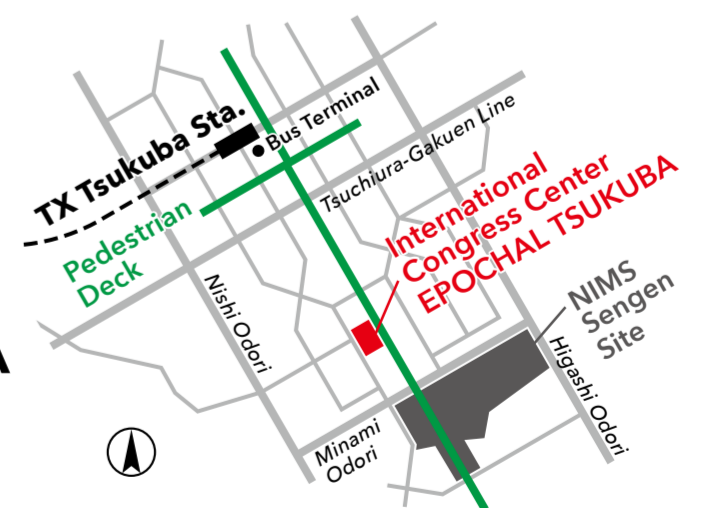 TX Tsukuba Sta.
Bus Terminal
Tsuchiura-Gakuen Line
Pedestrian
Deck
International
Congress Center
EPOCHAL TSUKUBA
NIMS
Sengen
Site
Nishi Odori
Higashi Odori
Minami
Odori